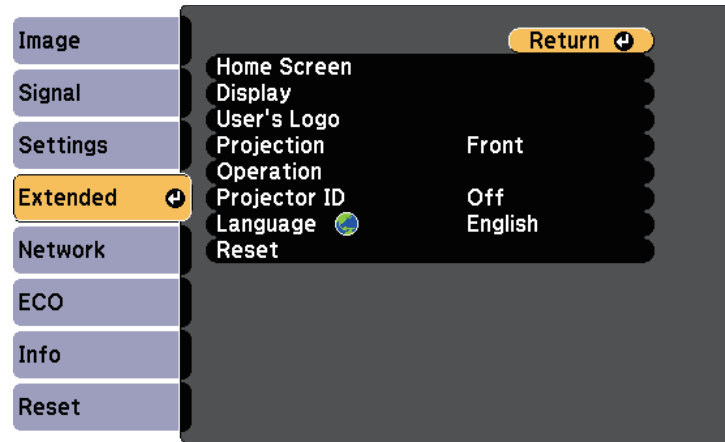 Image
Signal
Settings
Extended
Network
ECO
Info
Reset
Return
Home Screen
Display
User's Logo
Projection Front
Operation
Projector ID Off
Language English
Reset